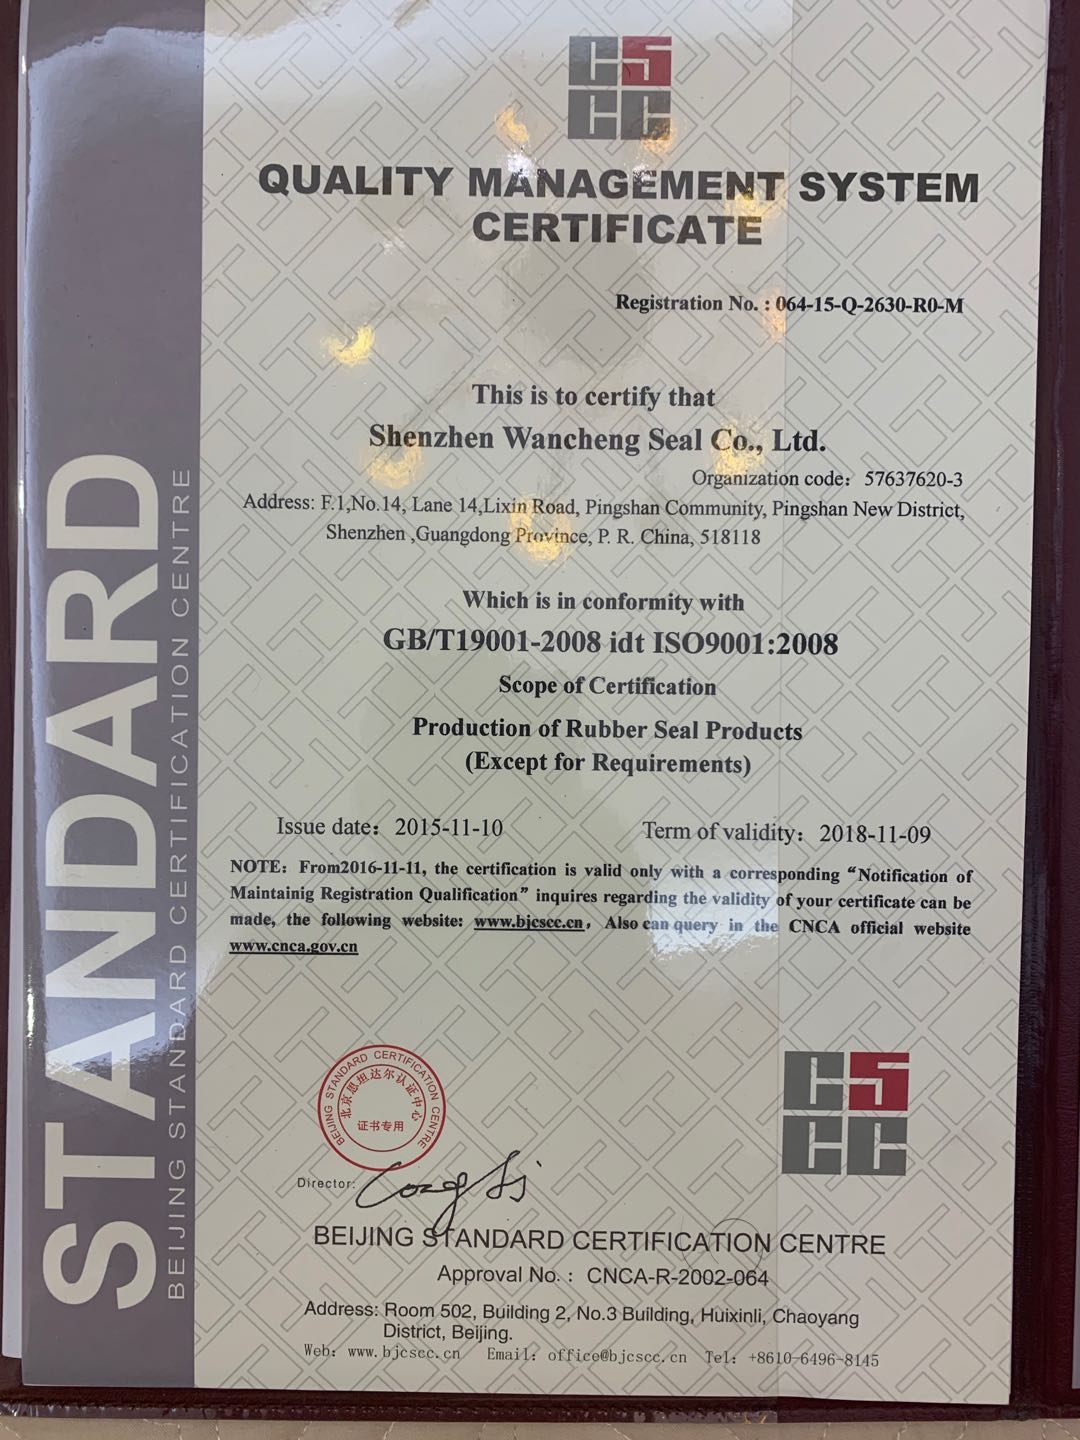 CS
CC
QUALITY MANAGEMENT SYSTEM
CERTIFICATE
Registration No. : 064-15-Q-2630-R0-M
This is to certify that
Shenzhen Wancheng Seal Co., Ltd.
Organization code： 57637620-3
Address: F.1,No.14, Lane 14,Lixin Road, Pingshan Community, Pingshan New District,
Shenzhen ,Guangdong Province, P. R. China, 518118
Which is in conformity with
GB/T19001-2008 idt ISO9001:2008
Scope of Certification
Production of Rubber Seal Products
(Except for Requirements)
Issue date： 2015-11-10
Term of validity： 2018-11-09
NOTE：From2016-11-11, the certification is valid only with a corresponding “Notification of
Maintainig Registration Qualification” inquires regarding the validity of your certificate can be
made, the following website: www.bjcscc.cn，Also can query in the CNCA official website
www.cnca.gov.cn
BEIJING STANDARD CERTIFICATION CENTRE
北京恩坦达尔认证中心
证书专用
CS
CC
Director:
BEIJING STANDARD CERTIFICATION CENTRE
Approval No.： CNCA-R-2002-064
Address: Room 502, Building 2, No.3 Building, Huixinli, Chaoyang
District, Beijing.
Web: www.bjcscc.cn Email: office@bjcscc.cn Tel: +8610-6496-8145
STANDARD
BEIJING STANDARD CERTIFICATION CENTRE